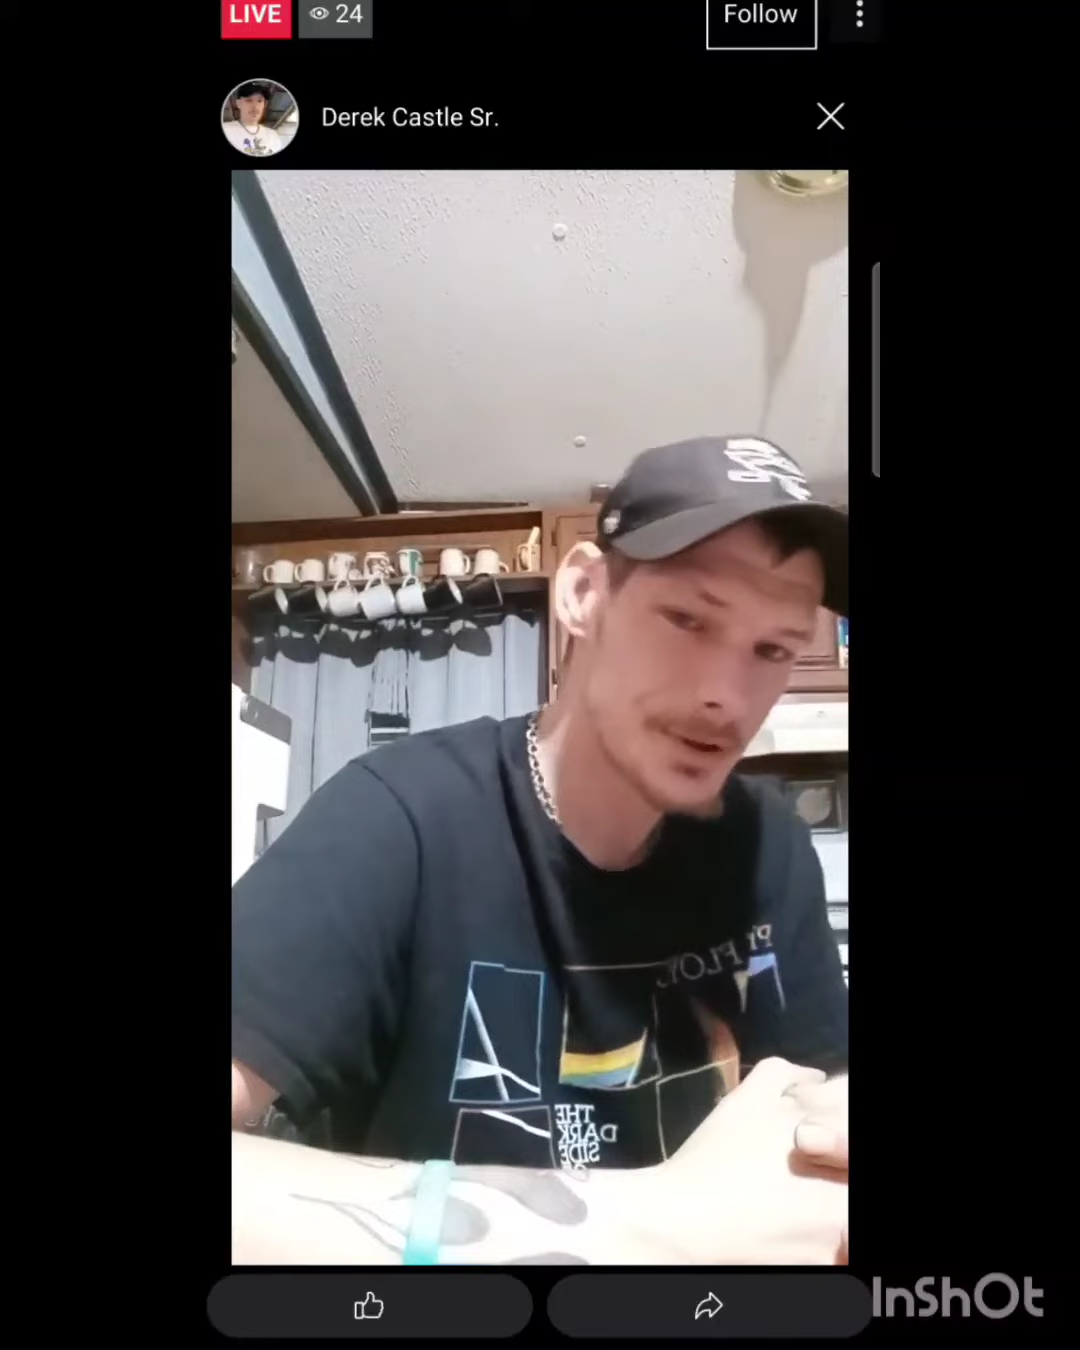 LIVE 24 Follow
Derek Castle Sr.
THE
DARK
SIDE
InShOt